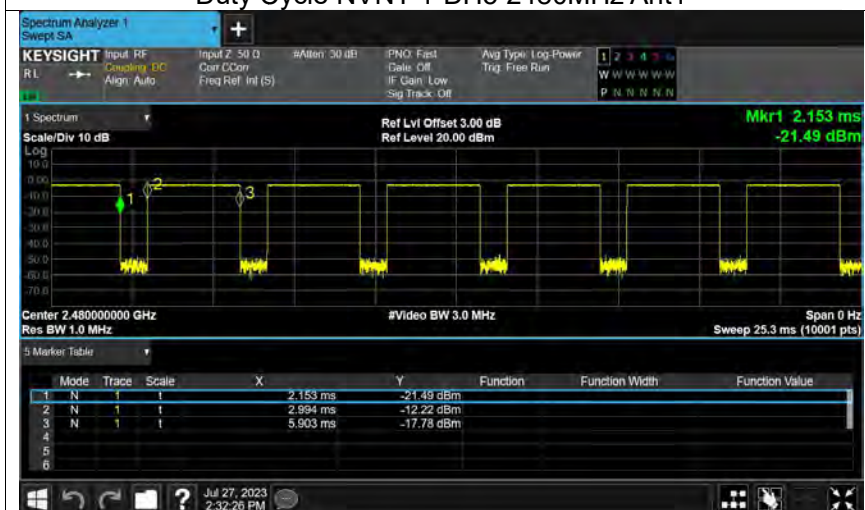 Spectrum Analyzer 1
Swept SA
+
KEYSIGHT Input: RF Input Z: 50 Ω #Atten: 30 dB PNO: Fast Avg Type: Log-Power 1 2 3 4 5 6
RL Coupling: DC Corr CCorr Gate: Off Trig: Free Run W W W W W W
Align: Auto Freq Ref: Int (S) IF Gain: Low P N N N N N
Sig Track: Off
1 Spectrum Ref Lvl Offset 3.00 dB Mkr1 2.153 ms
Scale/Div 10 dB Ref Level 20.00 dBm -21.49 dBm
Log
10.0
0.00
-10.0
-20.0
-30.0
-40.0
-50.0
-60.0
-70.0
1
2
3
Center 2.480000000 GHz #Video BW 3.0 MHz Span 0 Hz
Res BW 1.0 MHz Sweep 25.3 ms (10001 pts)
5 Marker Table
Mode Trace Scale X Y Function Function Width Function Value
1 N 1 t 2.153 ms -21.49 dBm
2 N 1 t 2.994 ms -12.22 dBm
3 N 1 t 5.903 ms -17.78 dBm
4
5
6
? Jul 27, 2023
2:32:26 PM